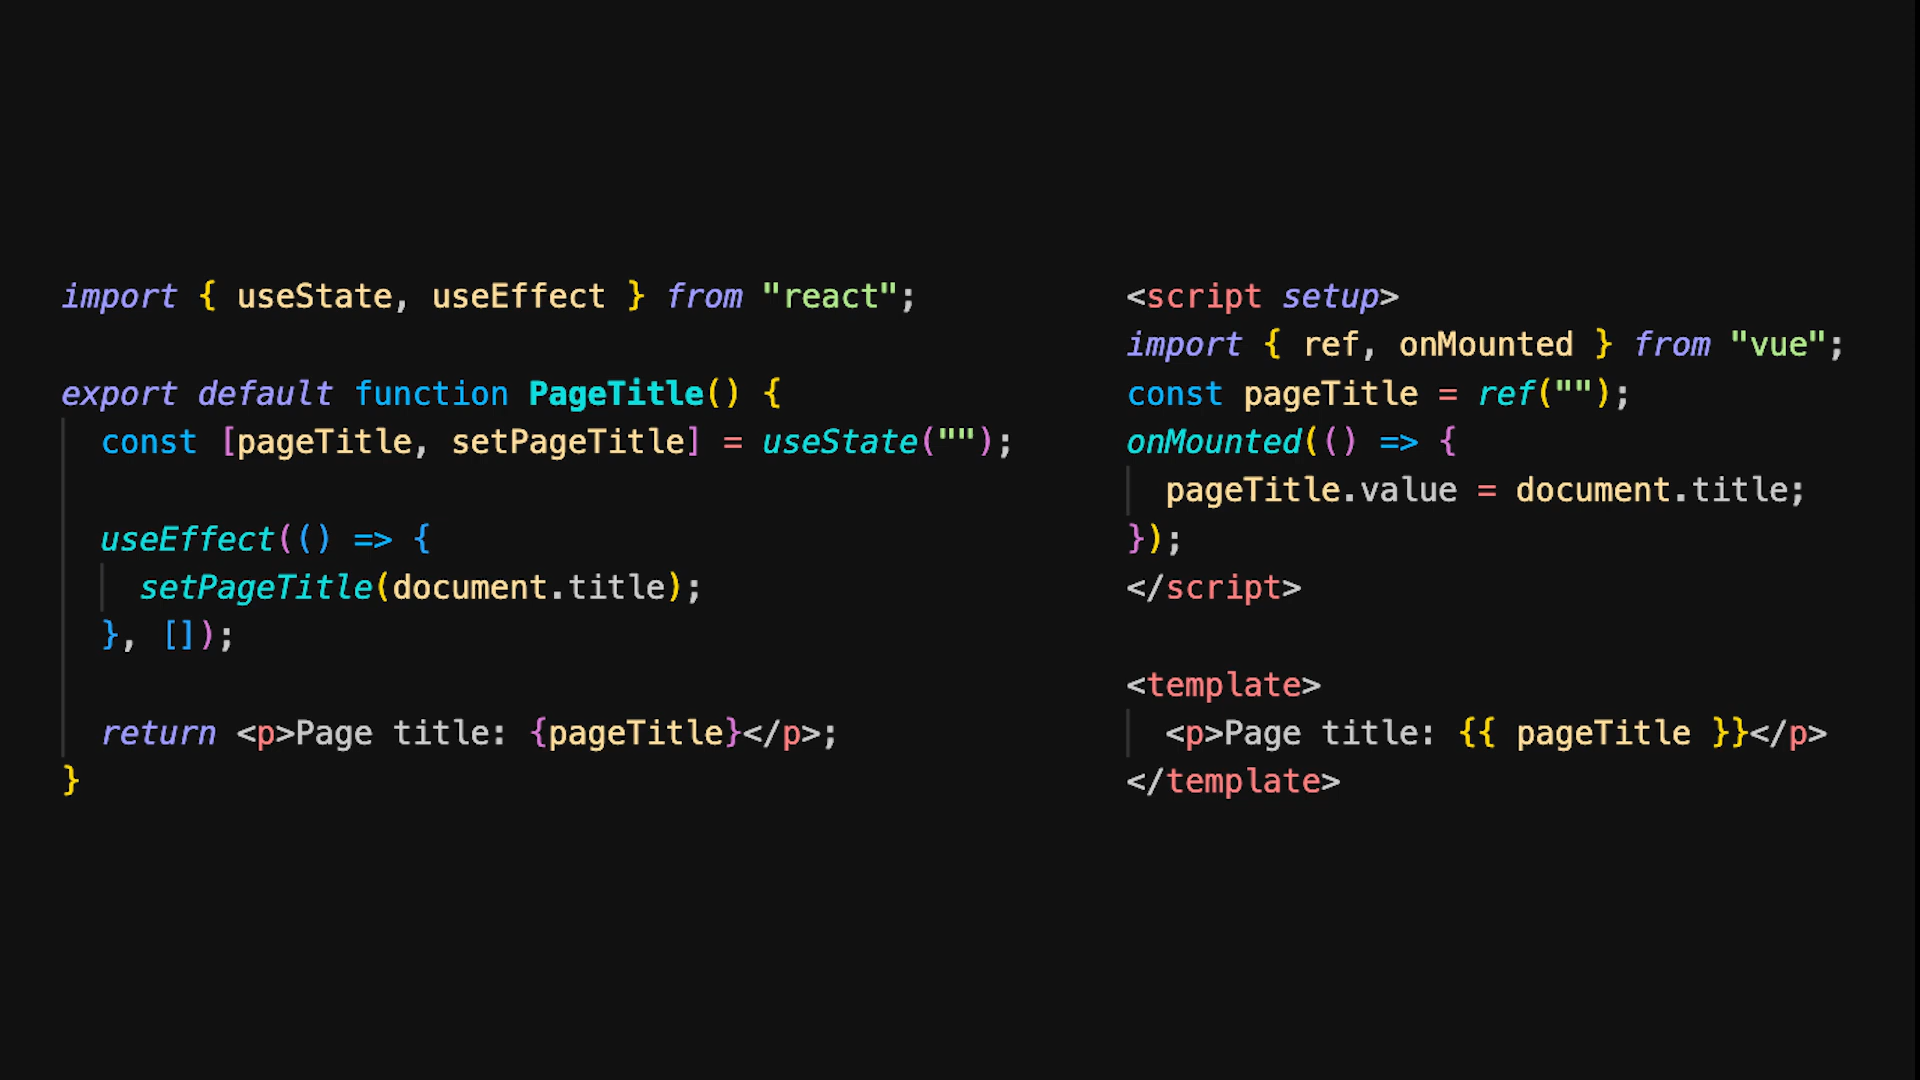 import { useState, useEffect } from "react";
export default function PageTitle() {
const [pageTitle, setPageTitle] = useState("");
useEffect(() => {
setPageTitle(document.title);
}, []);
return <p>Page title: {pageTitle}</p>;
}
<script setup>
import { ref, onMounted } from "vue";
const pageTitle = ref("");
onMounted(() => {
pageTitle.value = document.title;
});
</script>
<template>
<p>Page title: {{ pageTitle }}</p>
</template>